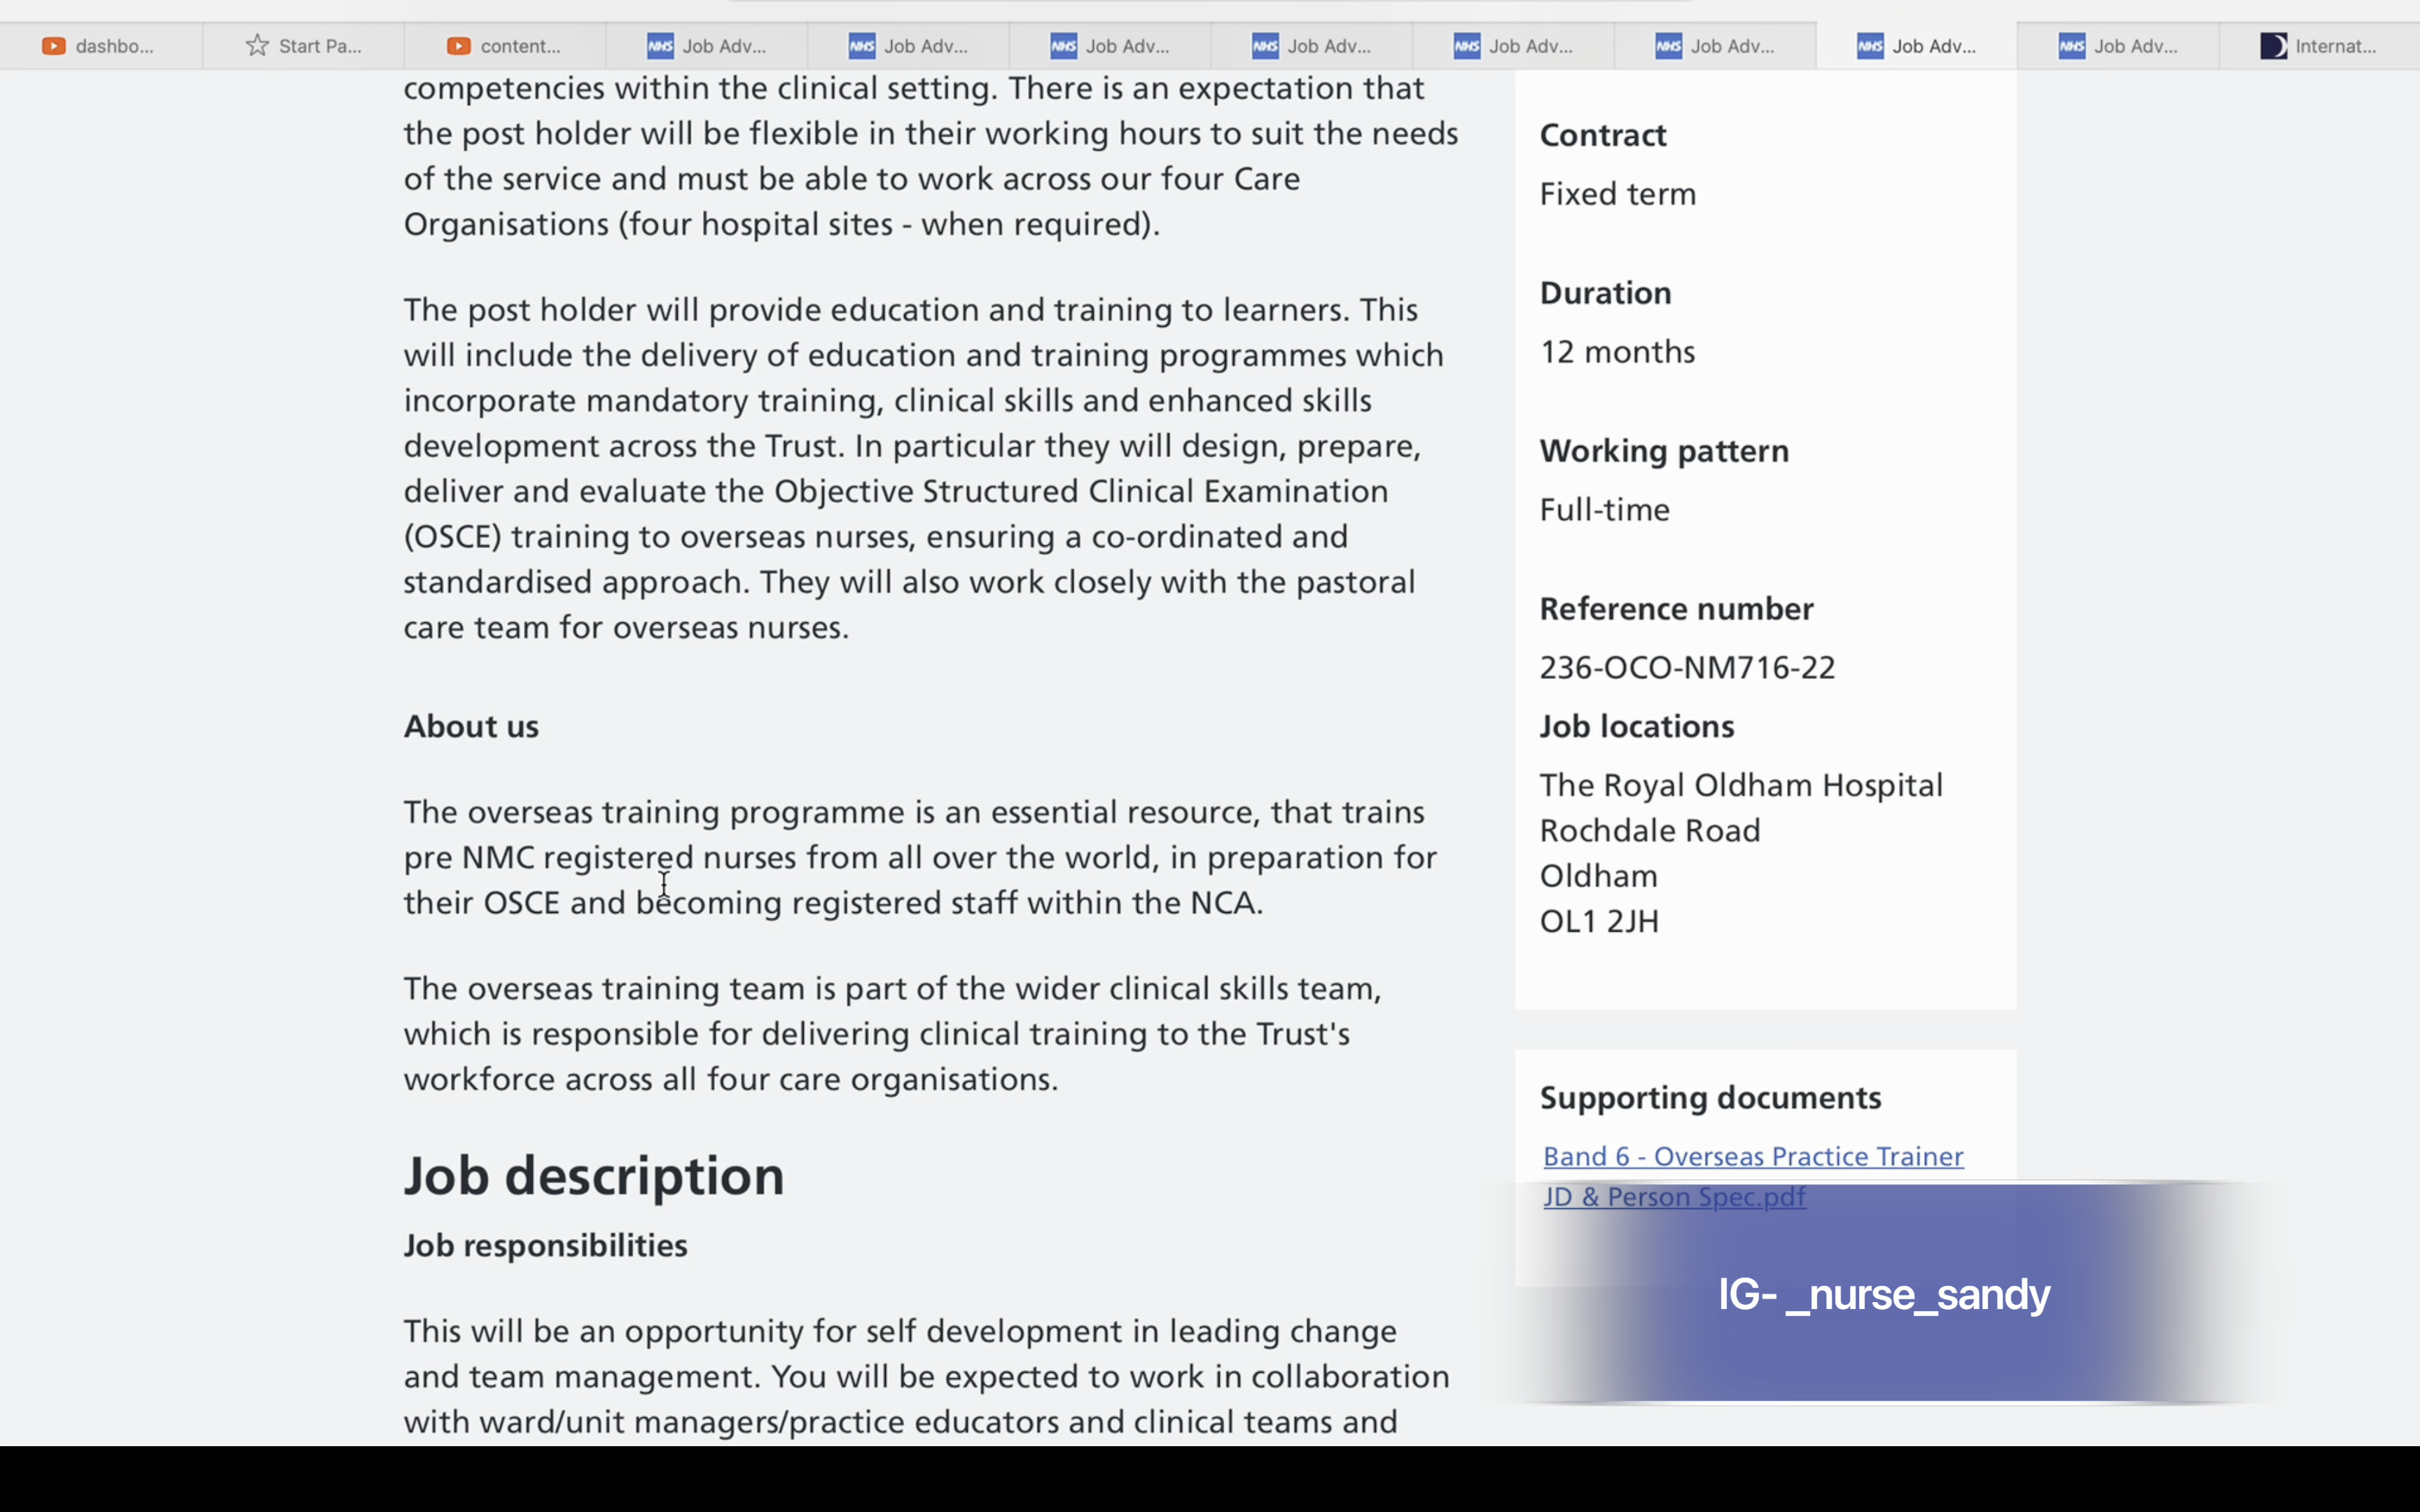 dashbo...
Start Pa...
content...
NHS Job Adv...
NHS Job Adv...
NHS Job Adv...
NHS Job Adv...
NHS Job Adv...
NHS Job Adv...
NHS Job Adv...
NHS Job Adv...
Internat...
competencies within the clinical setting. There is an expectation that
the post holder will be flexible in their working hours to suit the needs
of the service and must be able to work across our four Care
Organisations (four hospital sites - when required).
The post holder will provide education and training to learners. This
will include the delivery of education and training programmes which
incorporate mandatory training, clinical skills and enhanced skills
development across the Trust. In particular they will design, prepare,
deliver and evaluate the Objective Structured Clinical Examination
(OSCE) training to overseas nurses, ensuring a co-ordinated and
standardised approach. They will also work closely with the pastoral
care team for overseas nurses.
About us
The overseas training programme is an essential resource, that trains
pre NMC registered nurses from all over the world, in preparation for
their OSCE and becoming registered staff within the NCA.
The overseas training team is part of the wider clinical skills team,
which is responsible for delivering clinical training to the Trust's
workforce across all four care organisations.
Job description
Job responsibilities
This will be an opportunity for self development in leading change
and team management. You will be expected to work in collaboration
with ward/unit managers/practice educators and clinical teams and
Contract
Fixed term
Duration
12 months
Working pattern
Full-time
Reference number
236-OCO-NM716-22
Job locations
The Royal Oldham Hospital
Rochdale Road
Oldham
OL1 2JH
Supporting documents
Band 6 - Overseas Practice Trainer
JD & Person Spec.pdf
IG- _nurse_sandy